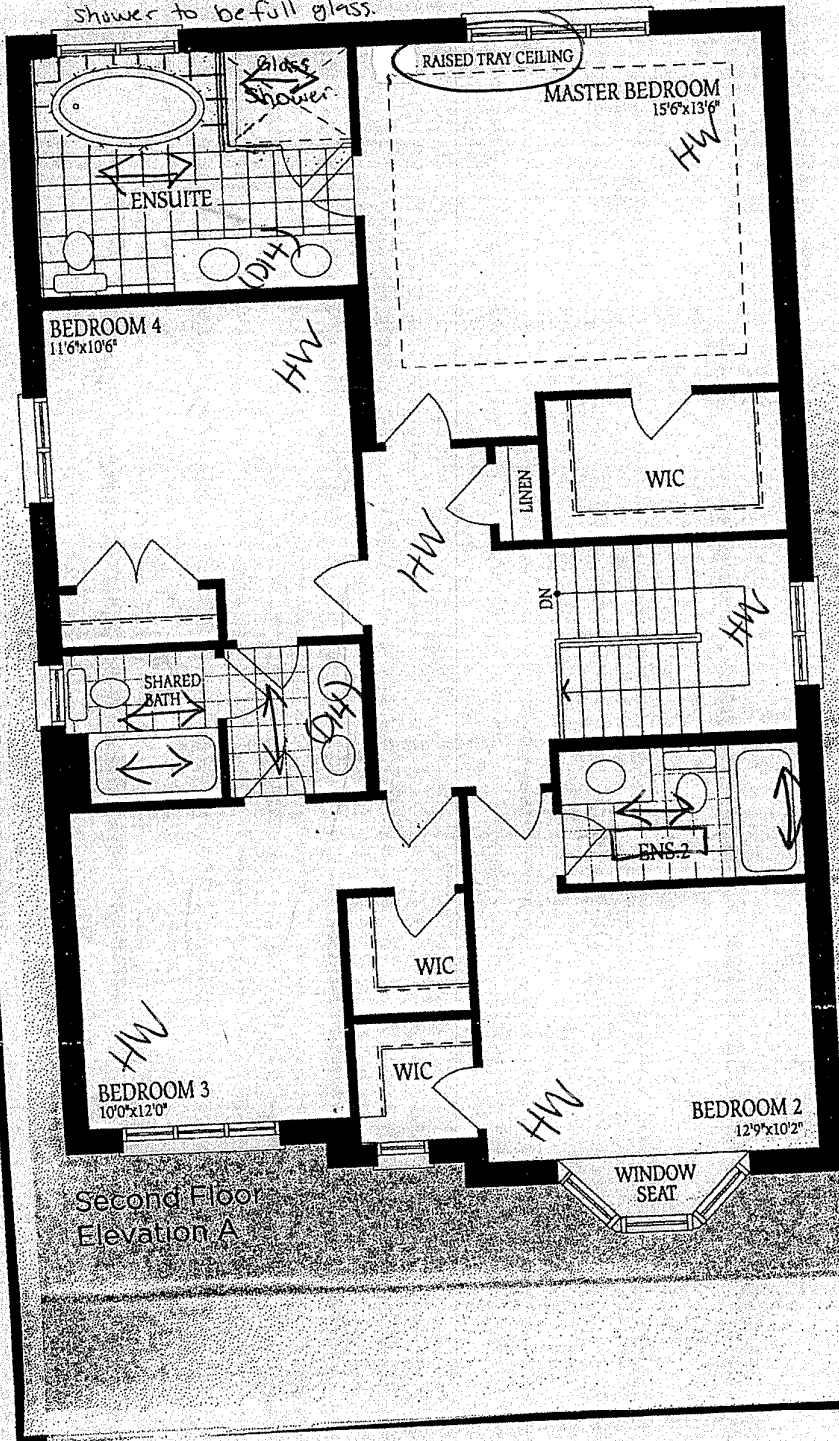 shower to be full glass.
Glass
Shower
RAISED TRAY CEILING
MASTER BEDROOM
15'6"x13'6"
HW
ENSUITE
(D14)
BEDROOM 4
11'6"x10'6"
HW
WIC
LINEN
HW
DN
HW
SHARED
BATH
(D14)
ENS.2
WIC
HW
BEDROOM 3
10'0"x12'0"
WIC
HW
BEDROOM 2
12'9"x10'2"
WINDOW
SEAT
Second Floor
Elevation A